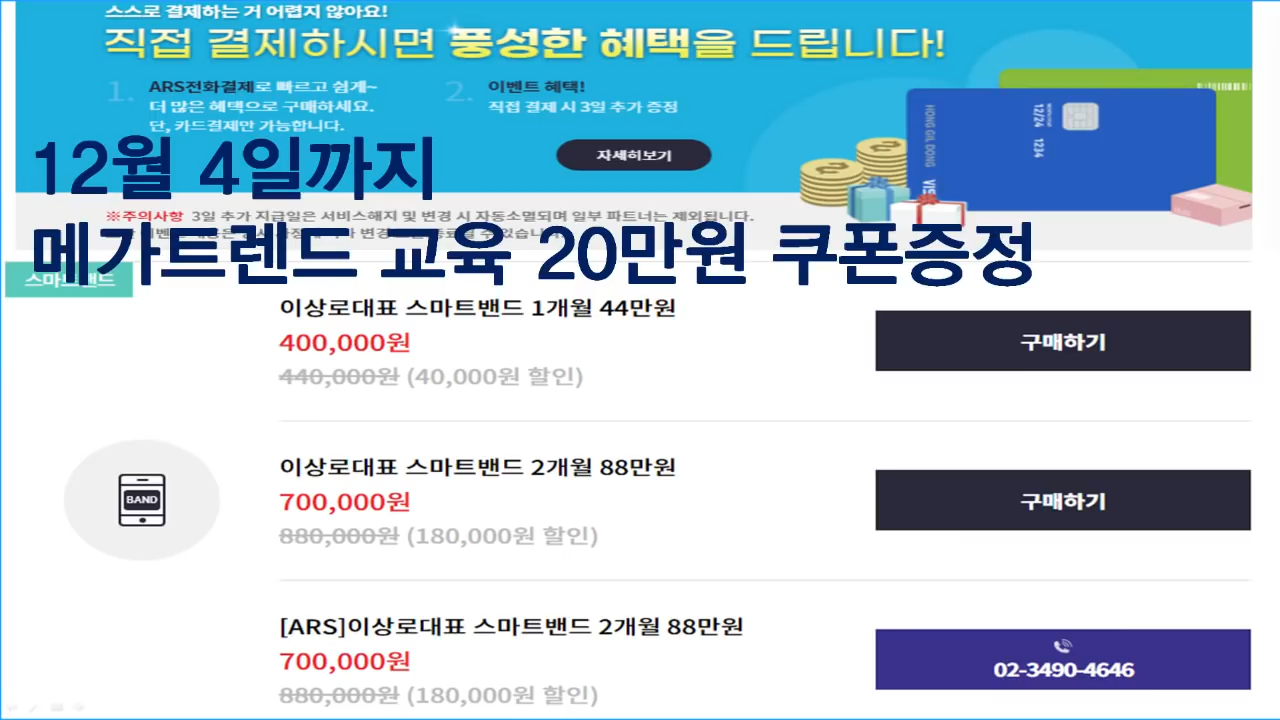 스스로 결제하는 거 어렵지 않아요!
직접 결제하시면 풍성한 혜택을 드립니다!
1. ARS전화결제로 빠르고 쉽게~
더 많은 혜택으로 구매하세요.
단, 카드결제만 가능합니다.
2. 이벤트 혜택!
직접 결제 시 3일 추가 증정
자세히보기
HONG GIL DONG
12/24
1234
VIS
12월 4일까지
※주의사항 3일 추가 지급일은 서비스해지 및 변경 시 자동소멸되며 일부 파트너는 제외됩니다.
메가트렌드 교육 20만원 쿠폰증정
스마트밴드
이상로대표 스마트밴드 1개월 44만원
400,000원
440,000원 (40,000원 할인)
구매하기
BAND
이상로대표 스마트밴드 2개월 88만원
700,000원
880,000원 (180,000원 할인)
구매하기
[ARS]이상로대표 스마트밴드 2개월 88만원
700,000원
880,000원 (180,000원 할인)
02-3490-4646